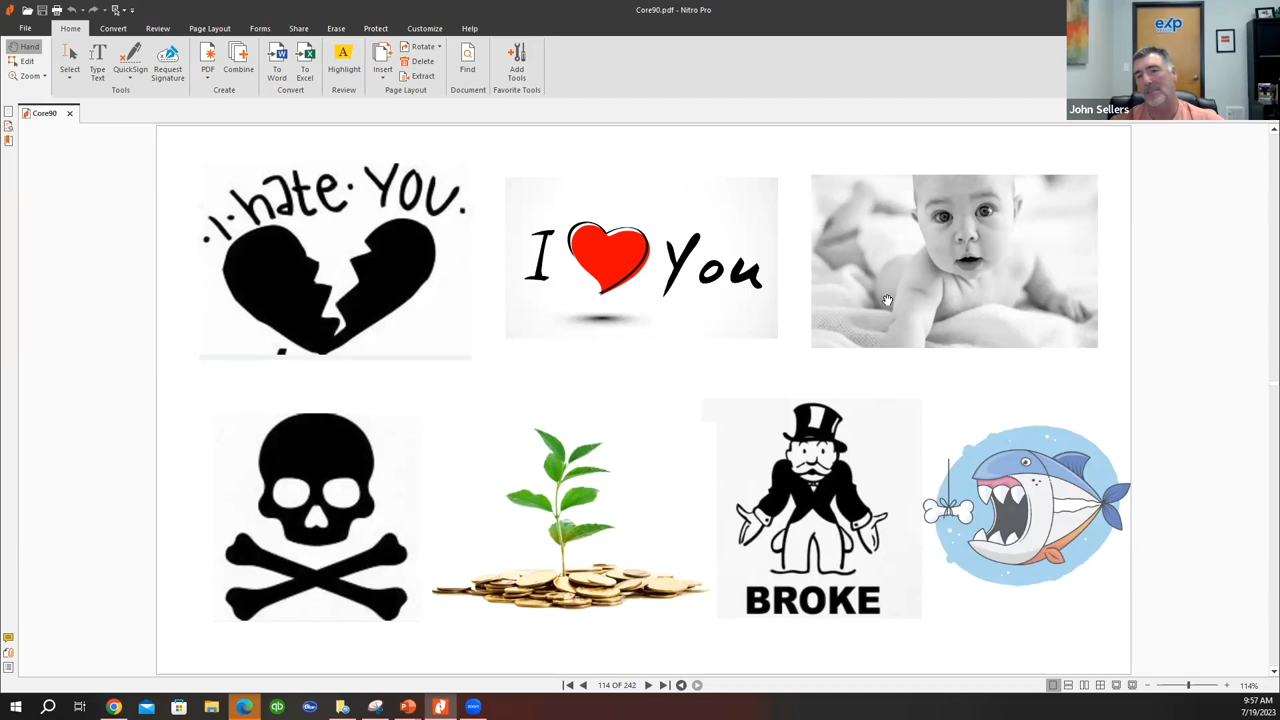 Core90.pdf - Nitro Pro
File Home Convert Review Page Layout Forms Share Erase Protect Customize Help
Hand
Edit
Zoom
Select
Type Text
QuickSign
Request Signature
PDF
Combine
To Word
To Excel
Highlight
Insert
Rotate
Delete
Extract
Find
Add Tools
Tools Create Convert Review Page Layout Document Favorite Tools
Core90
exp
John Sellers
I. hate. YOU.
I You
BROKE
114 OF 242
114%
9:57 AM
7/19/2023